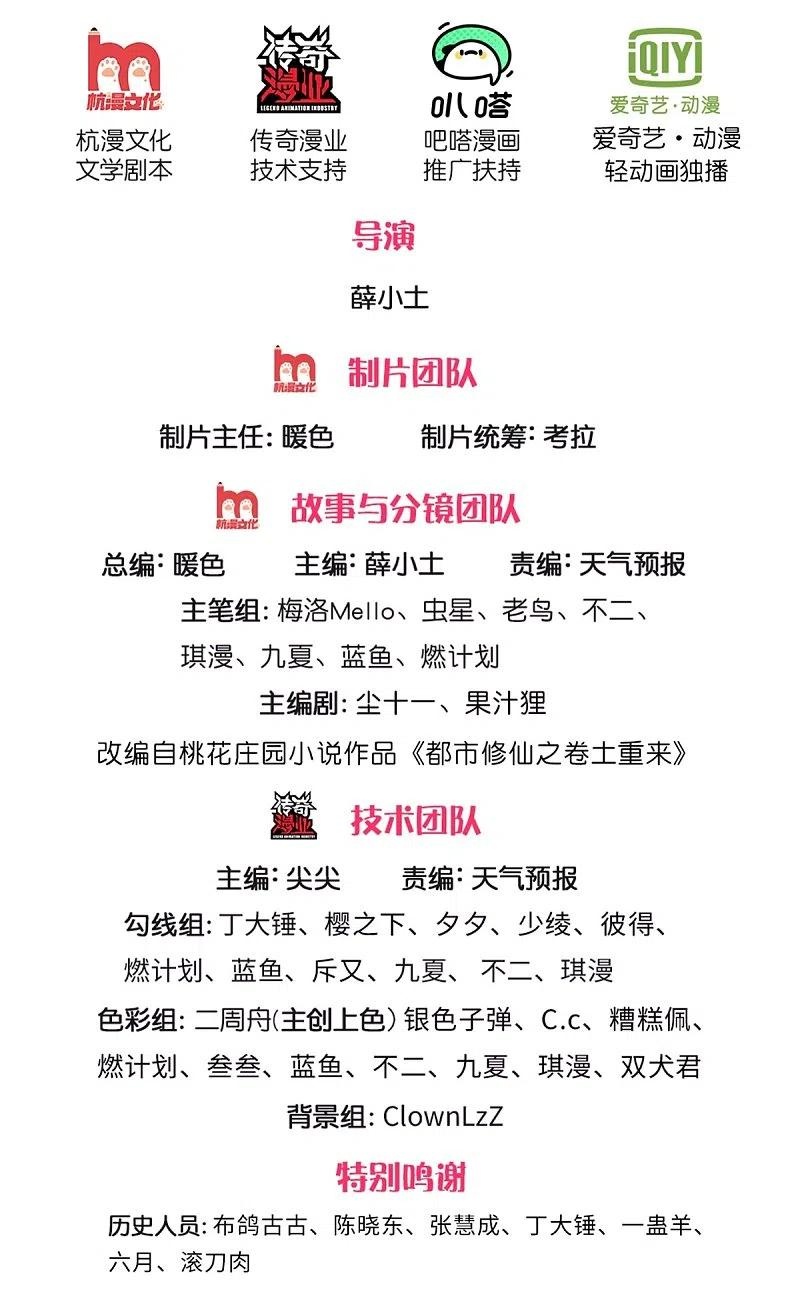 杭漫文化 传奇漫业 LEGEND ANIMATION INDUSTRY 叭嗒 iQIYI 爱奇艺·动漫
杭漫文化 传奇漫业 吧嗒漫画 爱奇艺·动漫
文学剧本 技术支持 推广扶持 轻动画独播
导演
薛小土
杭漫文化 制片团队
制片主任:暖色 制片统筹:考拉
杭漫文化 故事与分镜团队
总编:暖色 主编:薛小土 责编:天气预报
主笔组:梅洛Mello、虫星、老鸟、不二、
琪漫、九夏、蓝鱼、燃计划
主编剧:尘十一、果汁狸
改编自桃花庄园小说作品《都市修仙之卷土重来》
传奇漫业 技术团队
主编:尖尖 责编:天气预报
勾线组:丁大锤、樱之下、夕夕、少绫、彼得、
燃计划、蓝鱼、斥又、九夏、 不二、琪漫
色彩组: 二周舟(主创上色)银色子弹、C.c、糟糕佩、
燃计划、叁叁、蓝鱼、不二、九夏、琪漫、双犬君
背景组: ClownLzZ
特别鸣谢
历史人员:布鸽古古、陈晓东、张慧成、丁大锤、一蛊羊、
六月、滚刀肉